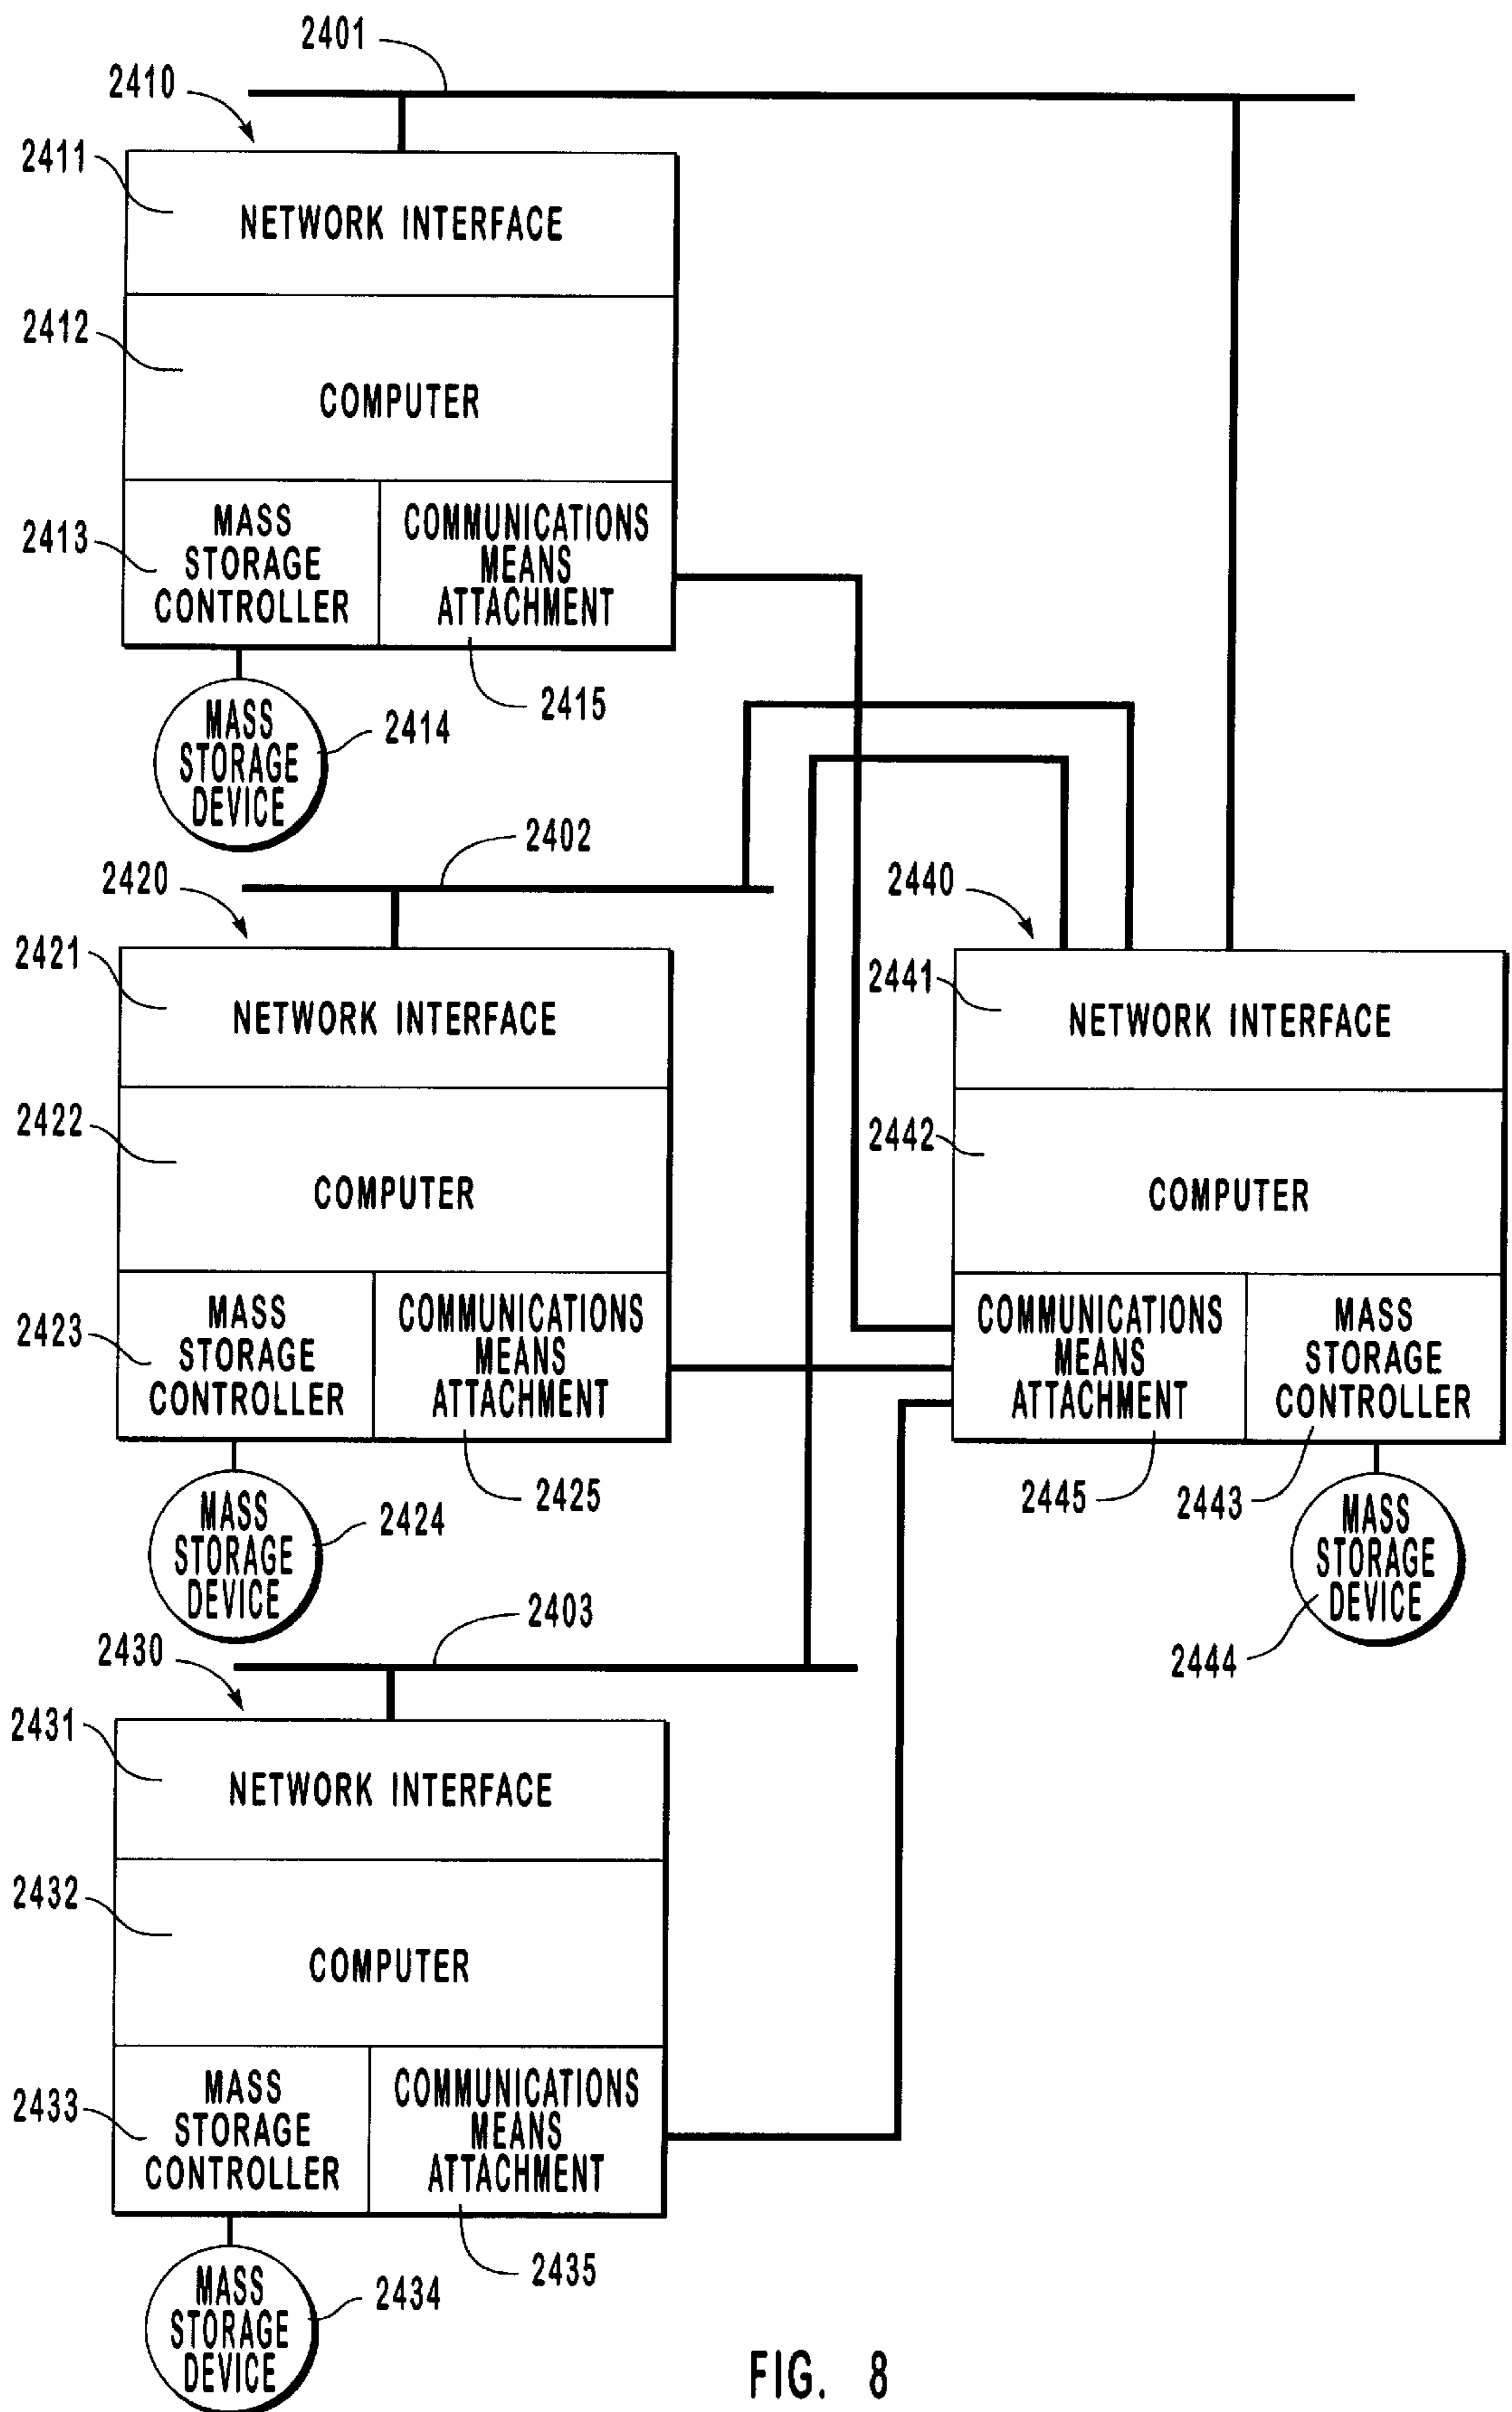 2401
2410
2411
NETWORK INTERFACE
2412
COMPUTER
2413
MASS
STORAGE
CONTROLLER
COMMUNICATIONS
MEANS
ATTACHMENT
2415
MASS
STORAGE
DEVICE
2414
2402
2420
2421
NETWORK INTERFACE
2422
COMPUTER
2423
MASS
STORAGE
CONTROLLER
COMMUNICATIONS
MEANS
ATTACHMENT
2425
MASS
STORAGE
DEVICE
2424
2440
2441
NETWORK INTERFACE
2442
COMPUTER
COMMUNICATIONS
MEANS
ATTACHMENT
MASS
STORAGE
CONTROLLER
2445
2443
MASS
STORAGE
DEVICE
2444
2403
2430
2431
NETWORK INTERFACE
2432
COMPUTER
2433
MASS
STORAGE
CONTROLLER
COMMUNICATIONS
MEANS
ATTACHMENT
2435
MASS
STORAGE
DEVICE
2434
FIG. 8